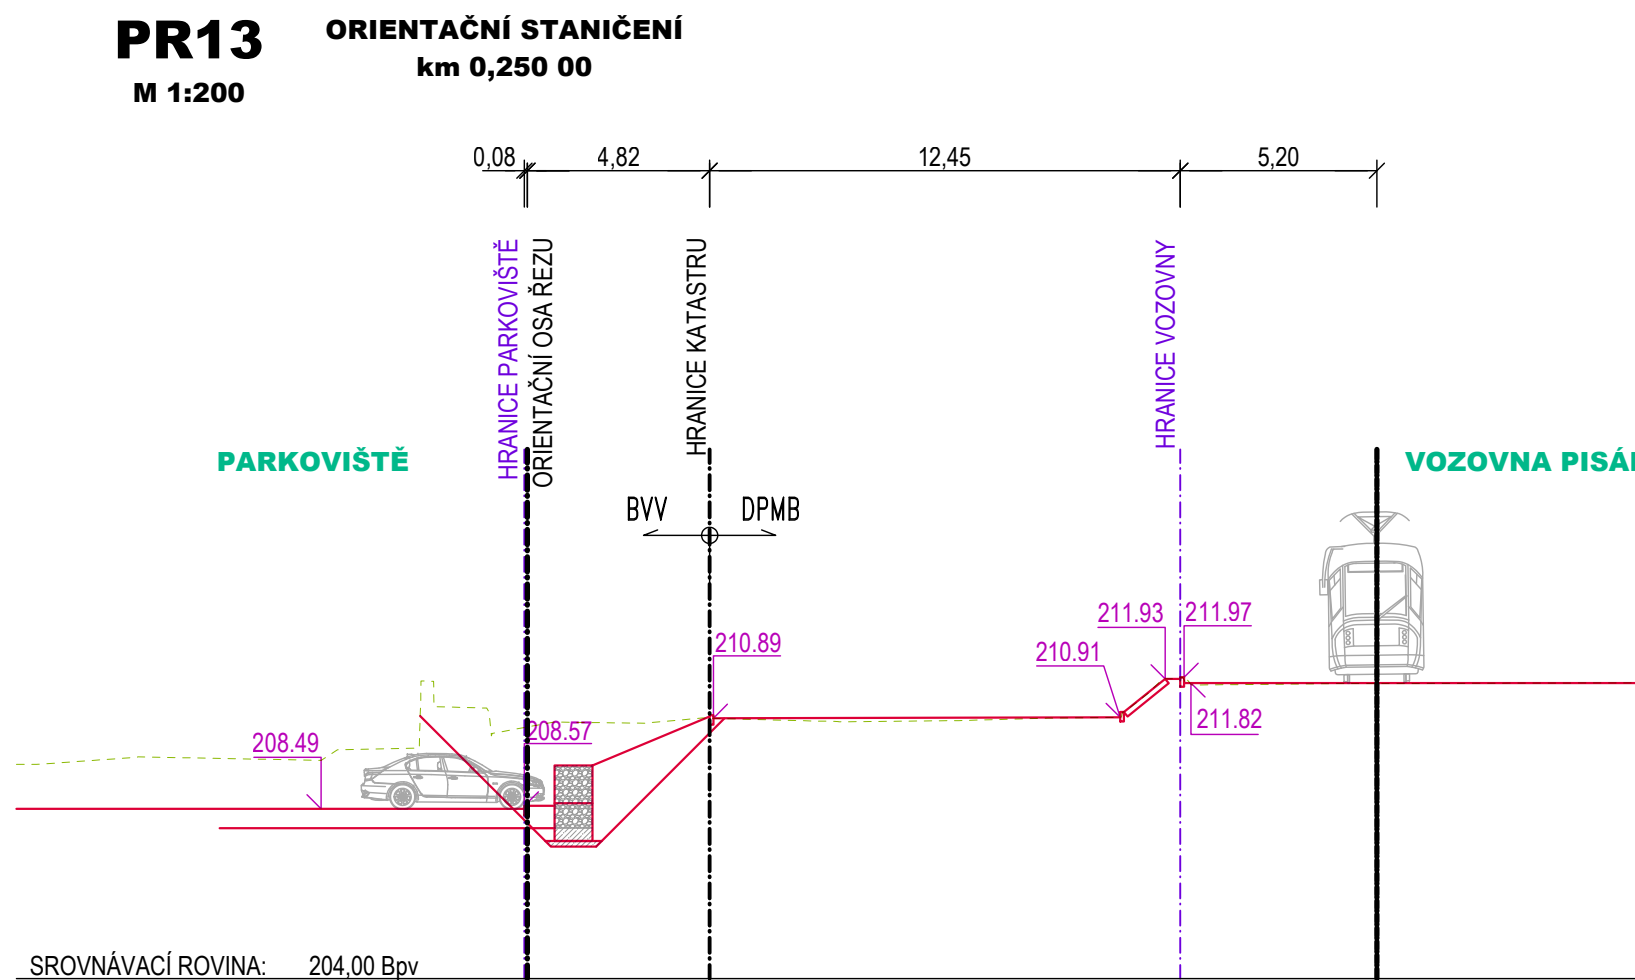 PR13
M 1:200
ORIENTAČNÍ STANIČENÍ
km 0,250 00
0,08
4,82
12,45
5,20
HRANICE PARKOVIŠTĚ
ORIENTAČNÍ OSA ŘEZU
HRANICE KATASTRU
HRANICE VOZOVNY
PARKOVIŠTĚ
VOZOVNA
BVV
DPMB
211.93
211.97
210.89
210.91
208.57
211.82
208.49
SROVNÁVACÍ ROVINA: 204,00 Bpv